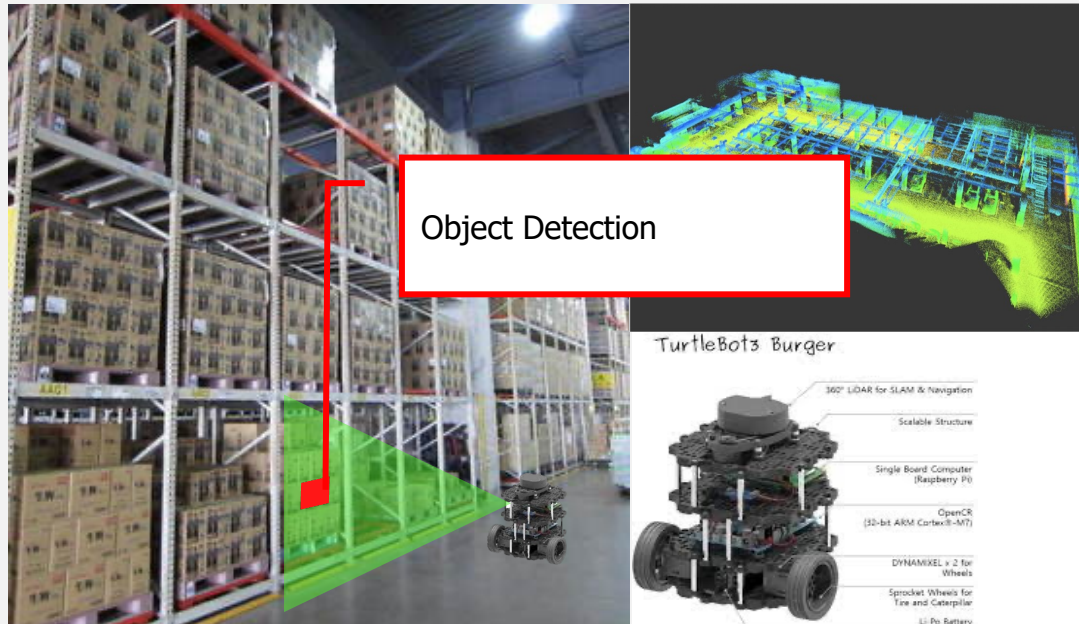 Object Detection
TurtleBot3 Burger
360° LiDAR for SLAM & Navigation
Scalable Structure
Single Board Computer
(Raspberry Pi)
OpenCR
(32-bit ARM Cortex®-M7)
DYNAMIXEL x 2 for
Wheels
Sprocket Wheels for
Tire and Caterpillar
Li-Po Battery